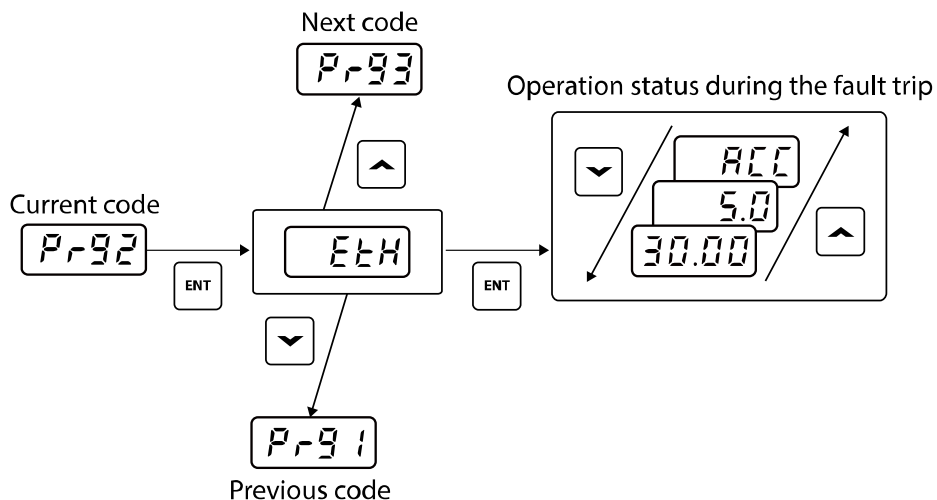 Next code
Pr93
Operation status during the fault trip
ACC
5.0
30.00
Current code
Pr92
ENT
EtH
ENT
Pr91
Previous code